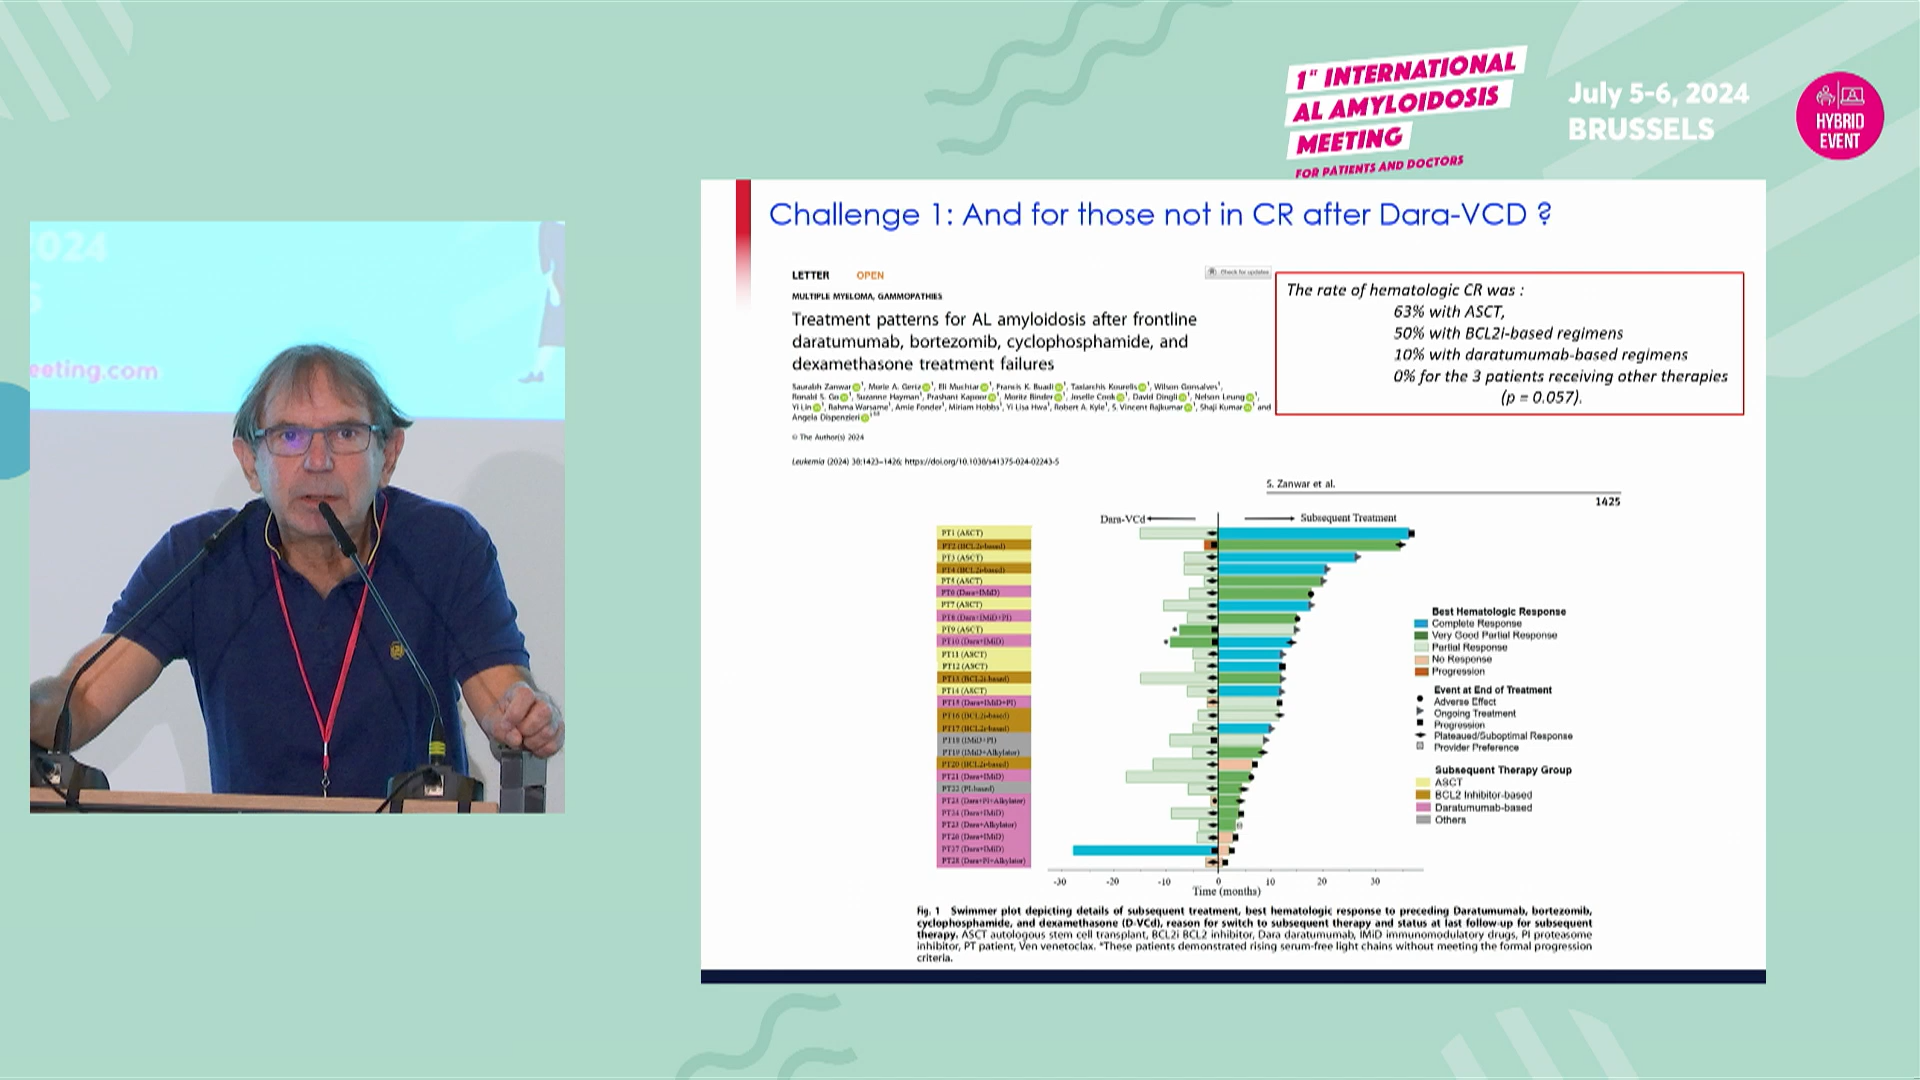 1st INTERNATIONAL
AL AMYLOIDOSIS
MEETING
FOR PATIENTS AND DOCTORS
July 5-6, 2024
BRUSSELS
HYBRID
EVENT
2024
S
eeting.com
Challenge 1: And for those not in CR after Dara-VCD ?
LETTER OPEN
Check for updates
MULTIPLE MYELOMA, GAMMOPATHIES
Treatment patterns for AL amyloidosis after frontline
daratumumab, bortezomib, cyclophosphamide, and
dexamethasone treatment failures
Saurabh Zanwar, Morie A. Gertz, Eli Muchtar, Francis K. Buadi, Taxiarchis Kourelis, Wilson Gonsalves,
Ronald S. Go, Suzanne Hayman, Prashant Kapoor, Moritz Binder, Joselle Cook, David Dingli, Nelson Leung,
Yi Lin, Rahma Warsame, Amie Fonder, Miriam Hobbs, Yi Lisa Hwa, Robert A. Kyle, S. Vincent Rajkumar, Shaji Kumar and
Angela Dispenzieri
© The Author(s) 2024
Leukemia (2024) 38:1423–1426; https://doi.org/10.1038/s41375-024-02243-5
The rate of hematologic CR was :
63% with ASCT,
50% with BCL2i-based regimens
10% with daratumumab-based regimens
0% for the 3 patients receiving other therapies
(p = 0.057).
S. Zanwar et al.
1425
Dara-VCd Subsequent Treatment
PT1 (ASCT)
PT2 (BCL2i-based)
PT3 (ASCT)
PT4 (BCL2i-based)
PT5 (ASCT)
PT6 (Dara+IMiD)
PT7 (ASCT)
PT8 (Dara+IMiD+PI)
PT9 (ASCT)
PT10 (Dara+IMiD)
PT11 (ASCT)
PT12 (ASCT)
PT13 (BCL2i-based)
PT14 (ASCT)
PT15 (Dara+IMiD+PI)
PT16 (BCL2i-based)
PT17 (BCL2i-based)
PT18 (IMiD+PI)
PT19 (IMiD+Alkylator)
PT20 (BCL2i-based)
PT21 (Dara+IMiD)
PT22 (PI-based)
PT23 (Dara+PI+Alkylator)
PT24 (Dara+IMiD)
PT25 (Dara+Alkylator)
PT26 (Dara+IMiD)
PT27 (Dara+IMiD)
PT28 (Dara+PI+Alkylator)
Best Hematologic Response
Complete Response
Very Good Partial Response
Partial Response
No Response
Progression
Event at End of Treatment
Adverse Effect
Ongoing Treatment
Progression
Plateaued/Suboptimal Response
Provider Preference
Subsequent Therapy Group
ASCT
BCL2 Inhibitor-based
Daratumumab-based
Others
-30 -20 -10 0 10 20 30
Time (months)
Fig. 1 Swimmer plot depicting details of subsequent treatment, best hematologic response to preceding Daratumumab, bortezomib,
cyclophosphamide, and dexamethasone (D-VCd), reason for switch to subsequent therapy and status at last follow-up for subsequent
therapy. ASCT autologous stem cell transplant, BCL2i BCL2 inhibitor, Dara daratumumab, IMiD immunomodulatory drugs, PI proteasome
inhibitor, PT patient, Ven venetoclax. *These patients demonstrated rising serum-free light chains without meeting the formal progression
criteria.